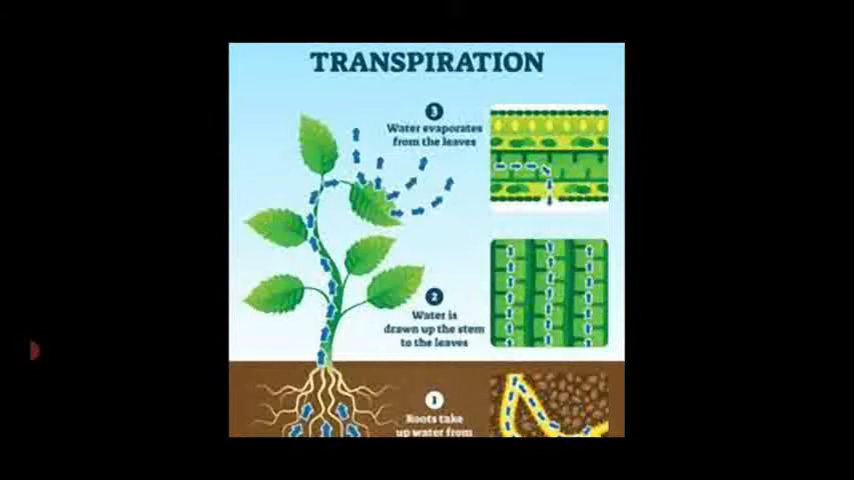 TRANSPIRATION
3
Water evaporates
from the leaves
2
Water is
drawn up the stem
to the leaves
1
Roots take
up water from